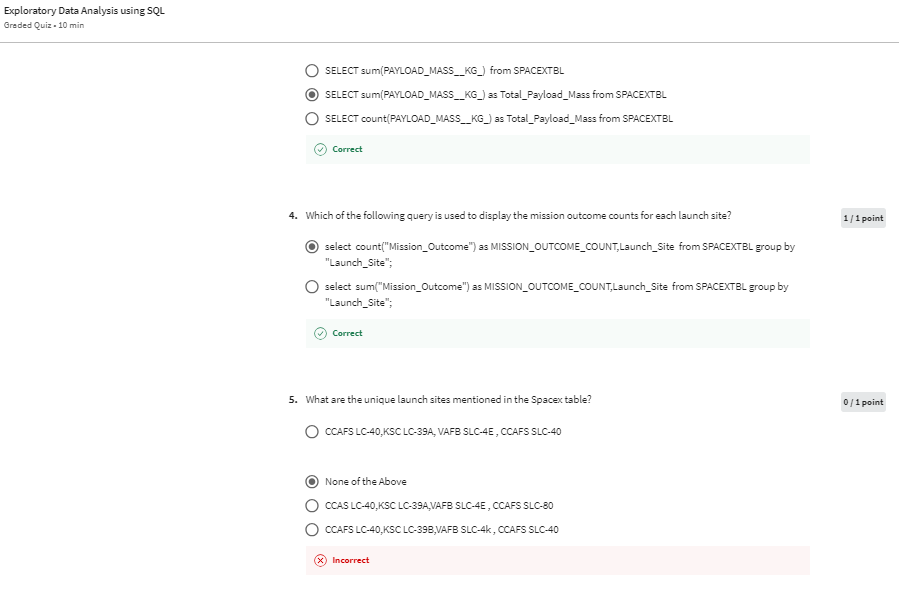 Exploratory Data Analysis using SQL
Graded Quiz • 10 min
SELECT sum(PAYLOAD_MASS__KG_) from SPACEXTBL
SELECT sum(PAYLOAD_MASS__KG_) as Total_Payload_Mass from SPACEXTBL
SELECT count(PAYLOAD_MASS__KG_) as Total_Payload_Mass from SPACEXTBL
Correct
4. Which of the following query is used to display the mission outcome counts for each launch site?
1 / 1 point
select count("Mission_Outcome") as MISSION_OUTCOME_COUNT,Launch_Site from SPACEXTBL group by
"Launch_Site";
select sum("Mission_Outcome") as MISSION_OUTCOME_COUNT,Launch_Site from SPACEXTBL group by
"Launch_Site";
Correct
5. What are the unique launch sites mentioned in the Spacex table?
0 / 1 point
CCAFS LC-40,KSC LC-39A, VAFB SLC-4E , CCAFS SLC-40
None of the Above
CCAS LC-40,KSC LC-39A,VAFB SLC-4E , CCAFS SLC-80
CCAFS LC-40,KSC LC-39B,VAFB SLC-4k , CCAFS SLC-40
Incorrect